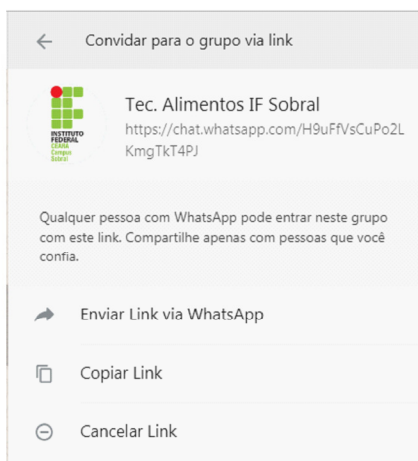 Convidar para o grupo via link
Tec. Alimentos IF Sobral
https://chat.whatsapp.com/H9uFfVsCuPo2L
KmgTkT4PJ
INSTITUTO
FEDERAL
CEARÁ
Campus
Sobral
Qualquer pessoa com WhatsApp pode entrar neste grupo
com este link. Compartilhe apenas com pessoas que você
confia.
Enviar Link via WhatsApp
Copiar Link
Cancelar Link